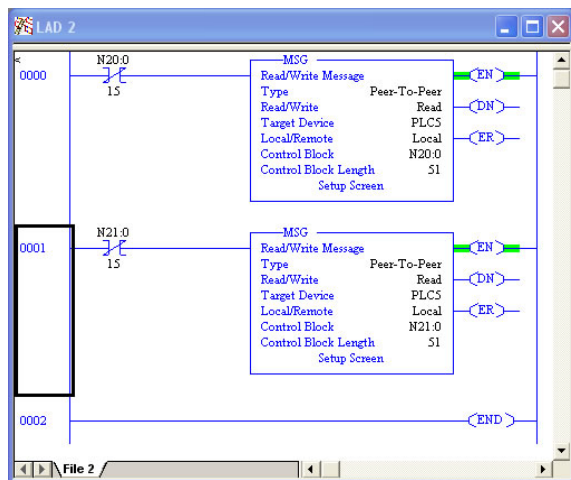 LAD 2
N20:0
0000
15
MSG
Read/Write Message
Type Peer-To-Peer
Read/Write Read
Target Device PLC5
Local/Remote Local
Control Block N20:0
Control Block Length 51
Setup Screen
EN
DN
ER
N21:0
0001
15
MSG
Read/Write Message
Type Peer-To-Peer
Read/Write Read
Target Device PLC5
Local/Remote Local
Control Block N21:0
Control Block Length 51
Setup Screen
EN
DN
ER
0002
END
File 2